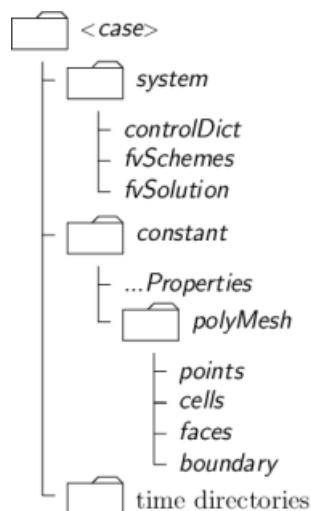 <case>
system
controlDict
fvSchemes
fvSolution
constant
...Properties
polyMesh
points
cells
faces
boundary
time directories